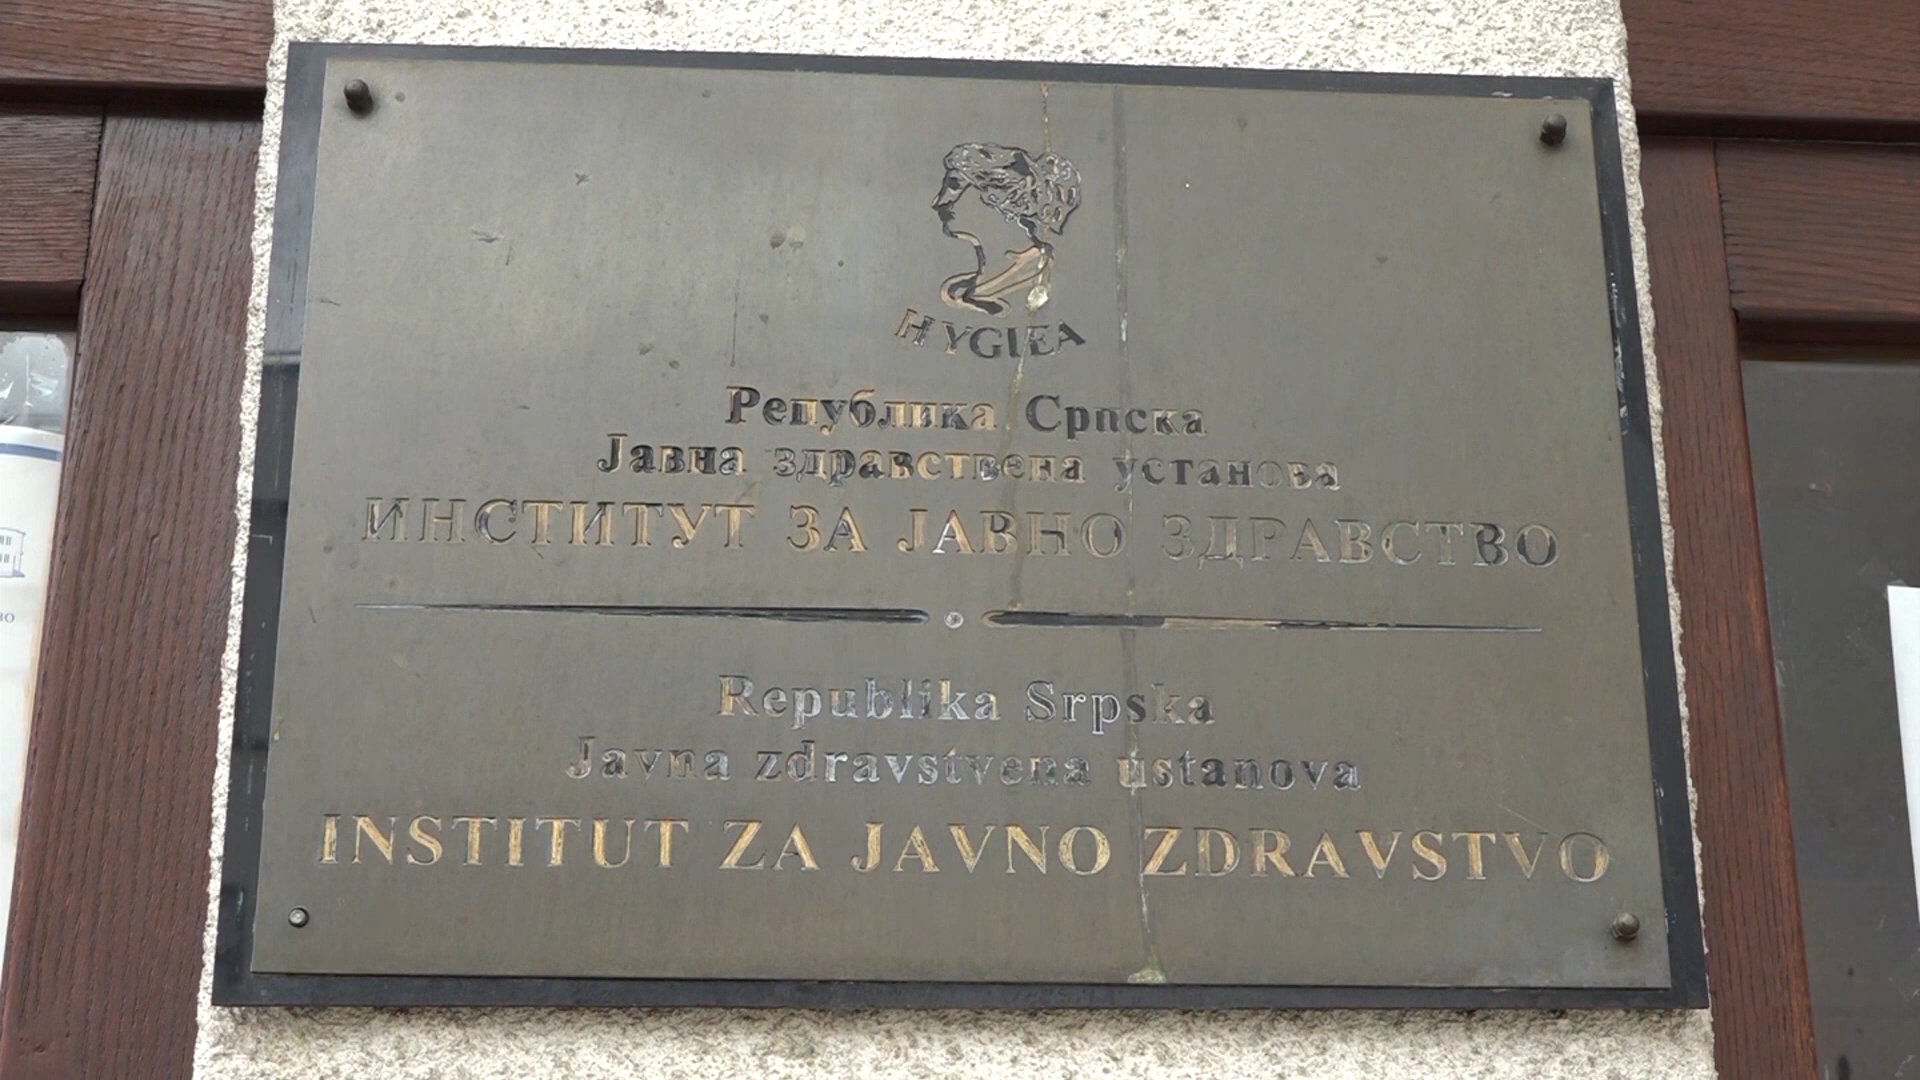 HYGIEA
Република Српска
Јавна здравствена установа
ИНСТИТУТ ЗА ЈАВНО ЗДРАВСТВО
Republika Srpska
Javna zdravstvena ustanova
INSTITUT ZA JAVNO ZDRAVSTVO